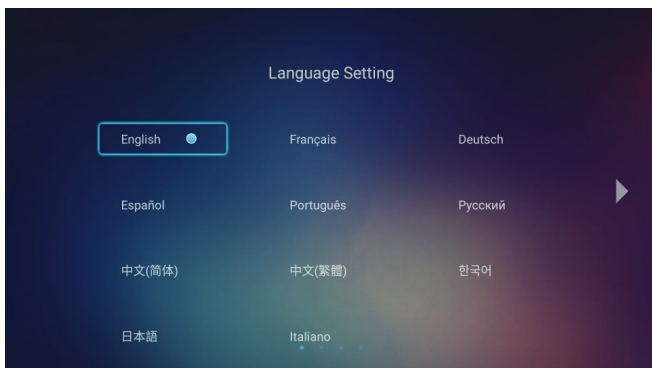 Language Setting
English Français Deutsch
Español Português Русский
中文(简体) 中文(繁體) 한국어
日本語 Italiano